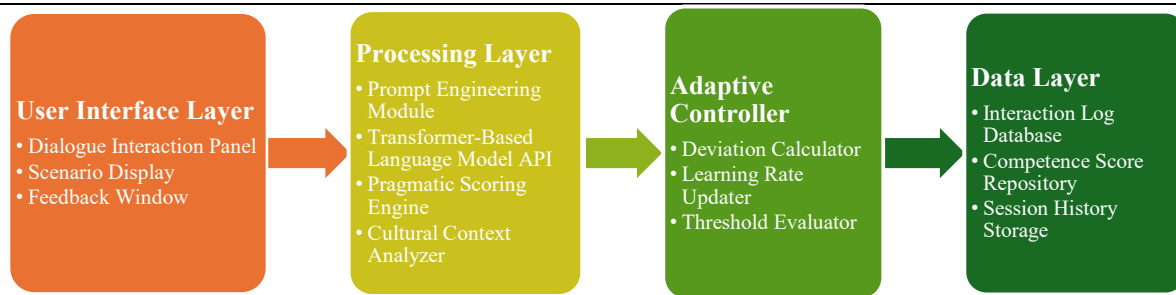 User Interface Layer
• Dialogue Interaction Panel
• Scenario Display
• Feedback Window
Processing Layer
• Prompt Engineering
Module
• Transformer-Based
Language Model API
• Pragmatic Scoring
Engine
• Cultural Context
Analyzer
Adaptive
Controller
• Deviation Calculator
• Learning Rate
Updater
• Threshold Evaluator
Data Layer
• Interaction Log
Database
• Competence Score
Repository
• Session History
Storage